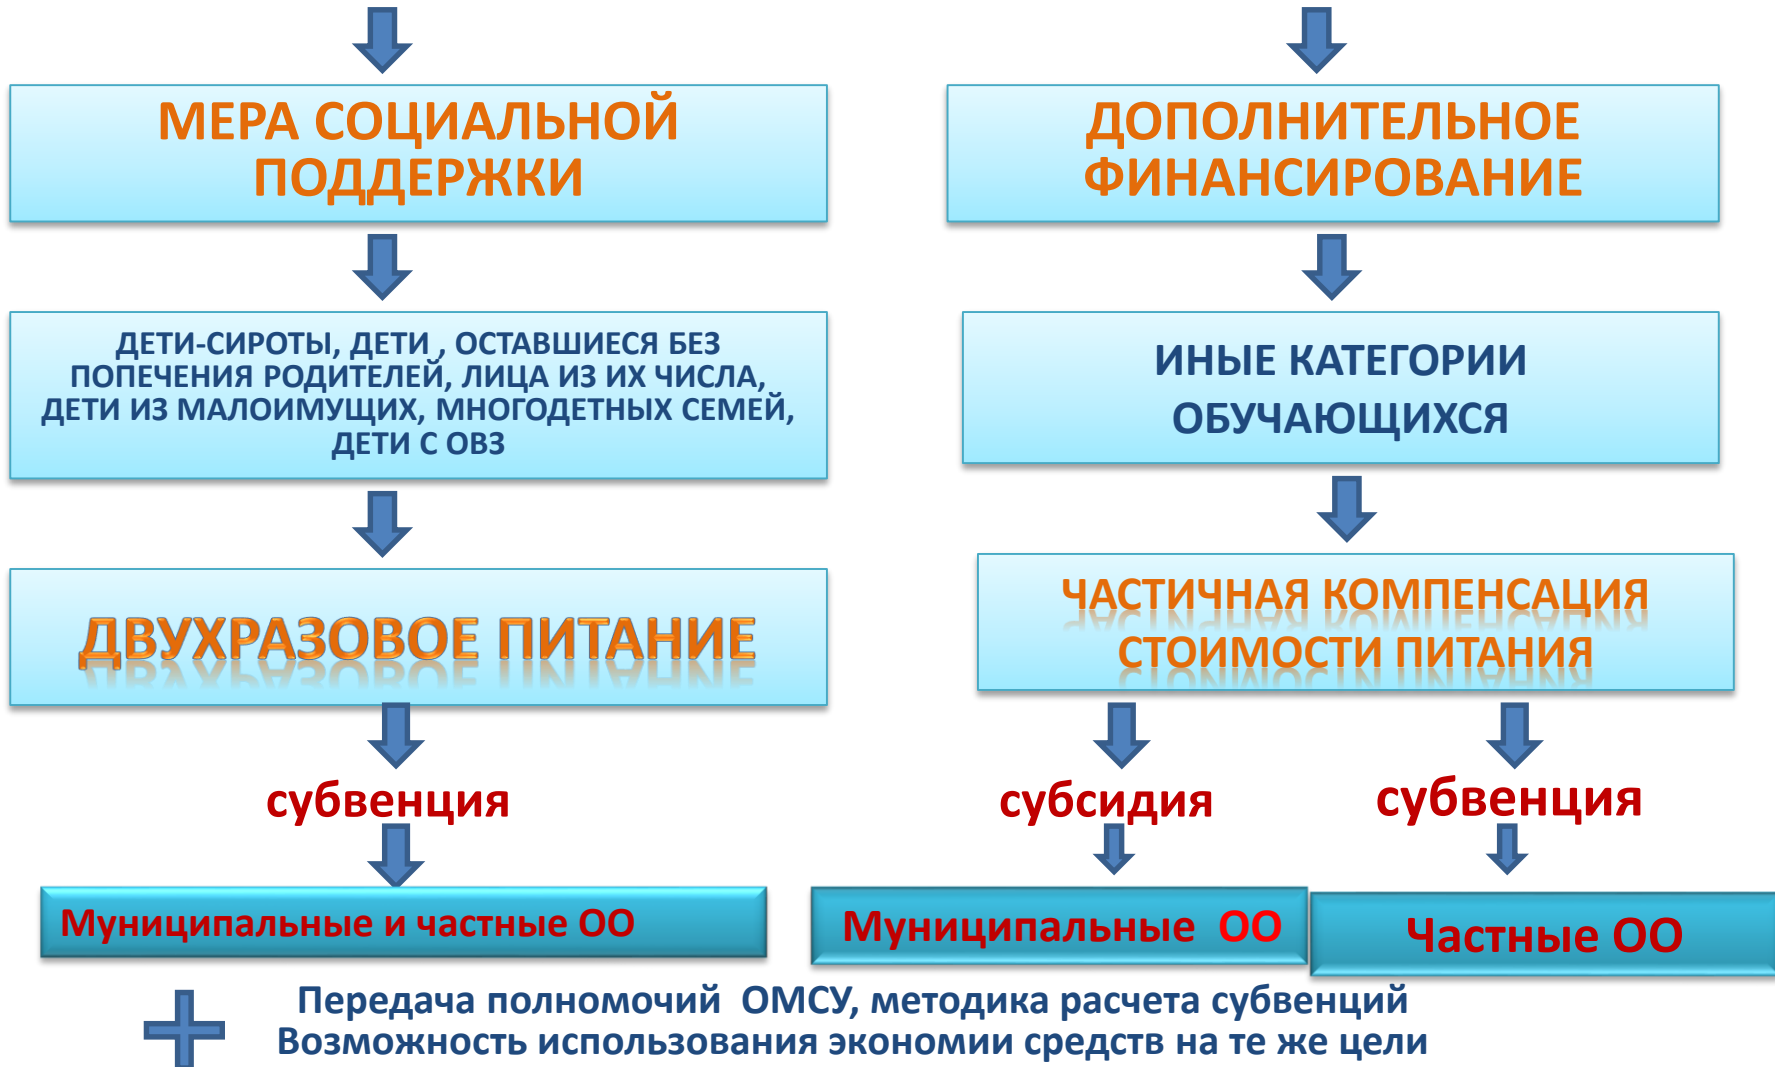 МЕРА СОЦИАЛЬНОЙ
ПОДДЕРЖКИ
ДЕТИ-СИРОТЫ, ДЕТИ , ОСТАВШИЕСЯ БЕЗ
ПОПЕЧЕНИЯ РОДИТЕЛЕЙ, ЛИЦА ИЗ ИХ ЧИСЛА,
ДЕТИ ИЗ МАЛОИМУЩИХ, МНОГОДЕТНЫХ СЕМЕЙ,
ДЕТИ С ОВЗ
ДВУХРАЗОВОЕ ПИТАНИЕ
субвенция
Муниципальные и частные ОО
ДОПОЛНИТЕЛЬНОЕ
ФИНАНСИРОВАНИЕ
ИНЫЕ КАТЕГОРИИ
ОБУЧАЮЩИХСЯ
ЧАСТИЧНАЯ КОМПЕНСАЦИЯ
СТОИМОСТИ ПИТАНИЯ
субсидия
субвенция
Муниципальные ОО
Частные ОО
Передача полномочий ОМСУ, методика расчета субвенций
Возможность использования экономии средств на те же цели